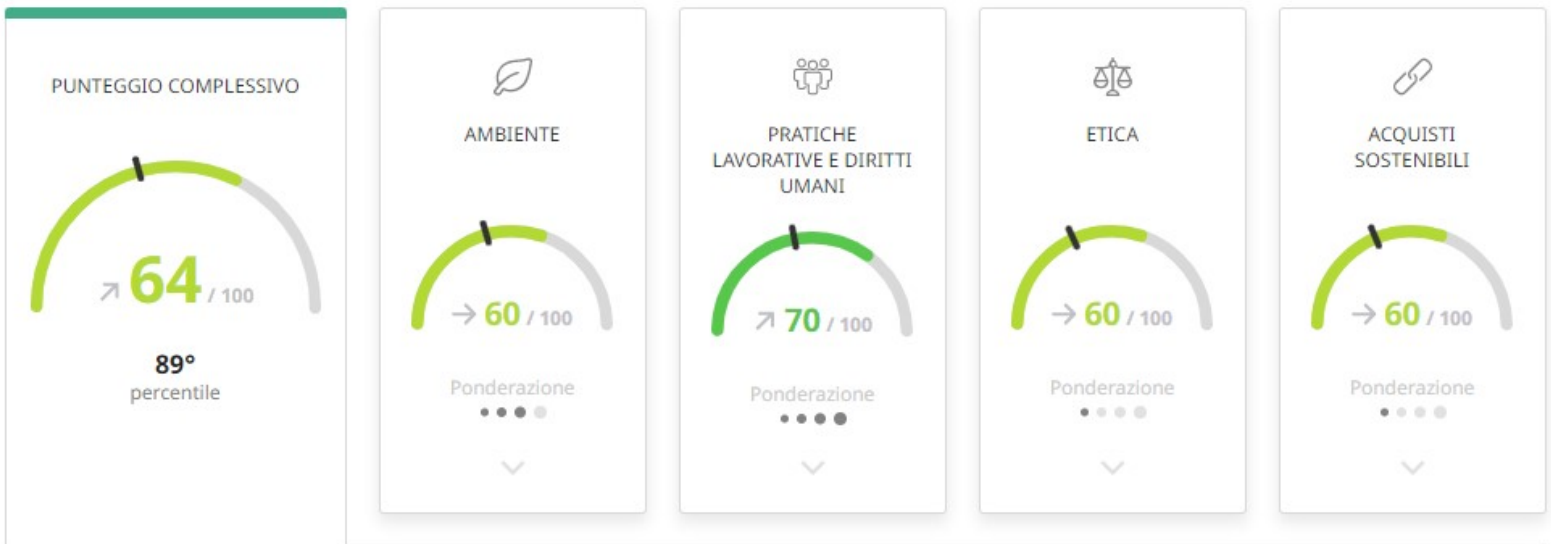 PUNTEGGIO COMPLESSIVO
64 / 100
89°
percentile
AMBIENTE
60 / 100
Ponderazione
PRATICHE
LAVORATIVE E DIRITTI
UMANI
70 / 100
Ponderazione
ETICA
60 / 100
Ponderazione
ACQUISTI
SOSTENIBILI
60 / 100
Ponderazione